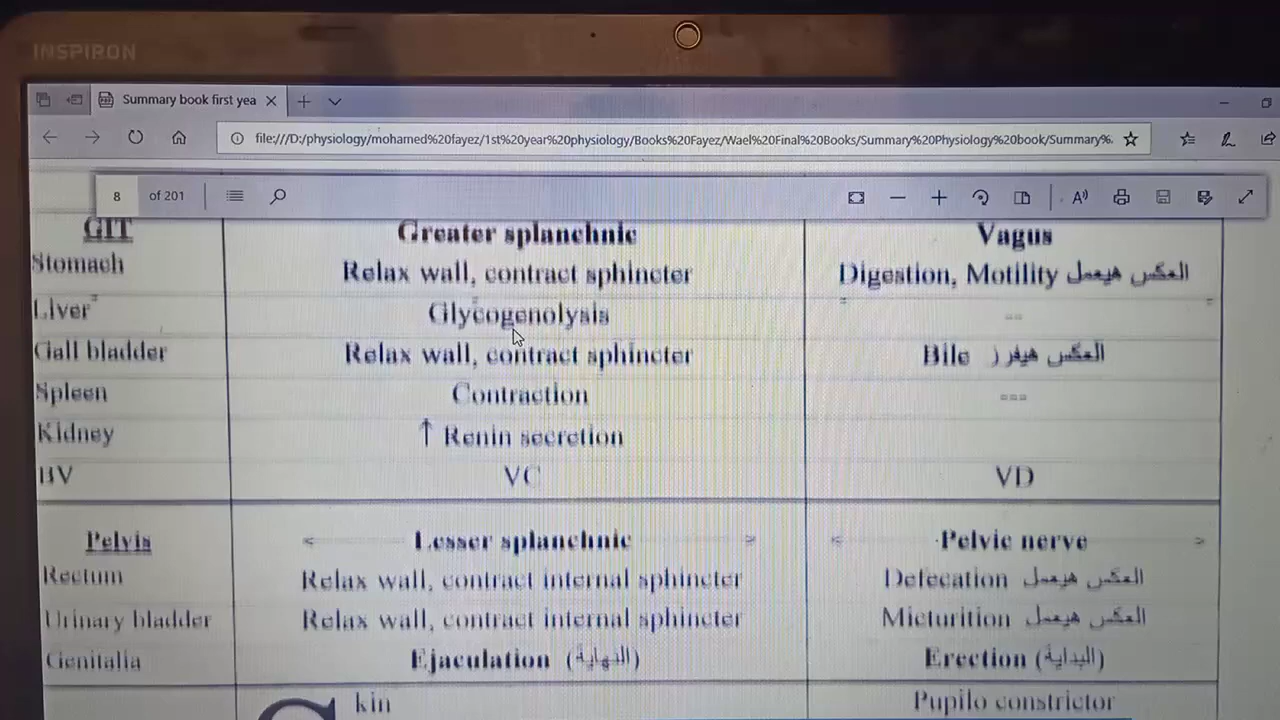 INSPIRON
Summary book first yea
file:///D:/physiology/mohamed%20fayez/1st%20year%20physiology/Books%20Fayez/Wael%20Final%20Books/Summary%20Physiology%20book/Summary%.
8 of 201
GIT Greater splanchnic Vagus
Stomach Relax wall, contract sphincter Digestion, Motility العكس هيعمل
Liver Glycogenolysis --
Gall bladder Relax wall, contract sphincter Bile العكس هيفرز
Spleen Contraction ---
Kidney ↑ Renin secretion
BV VC VD
Pelvis Lesser splanchnic Pelvic nerve
Rectum Relax wall, contract internal sphincter Defecation العكس هيعمل
Urinary bladder Relax wall, contract internal sphincter Micturition العكس هيعمل
Genitalia Ejaculation (النهاية) Erection (البداية)
kin Pupilo constrictor